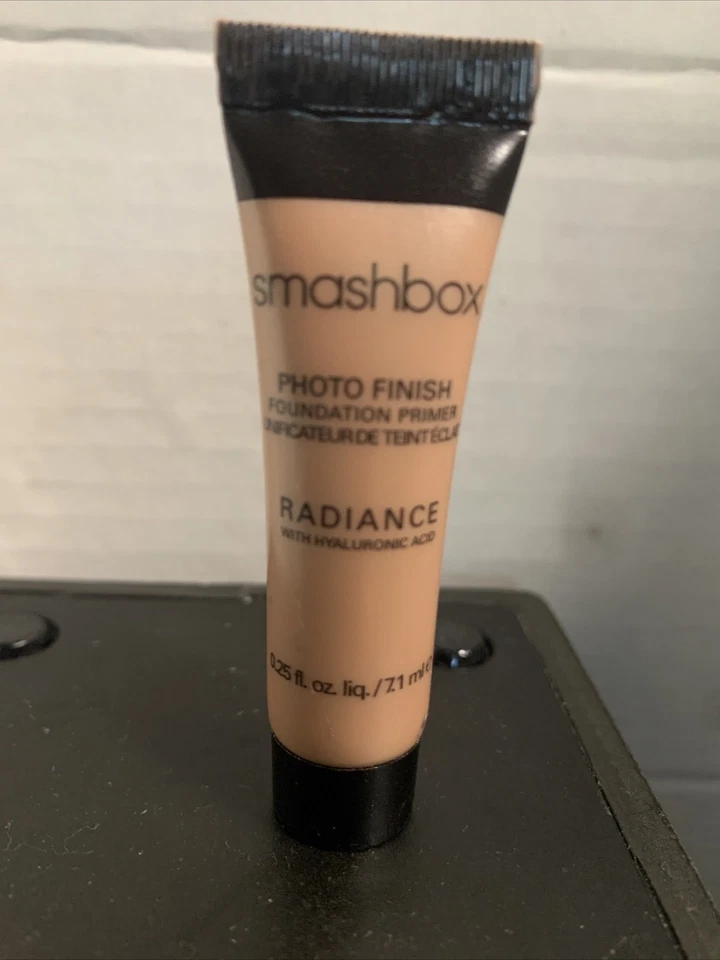 smashbox
PHOTO FINISH
FOUNDATION PRIMER
UNIFICATEUR DE TEINT ÉCLAT
RADIANCE
WITH HYALURONIC ACID
0.25 fl. oz. liq. / 7.1 ml e